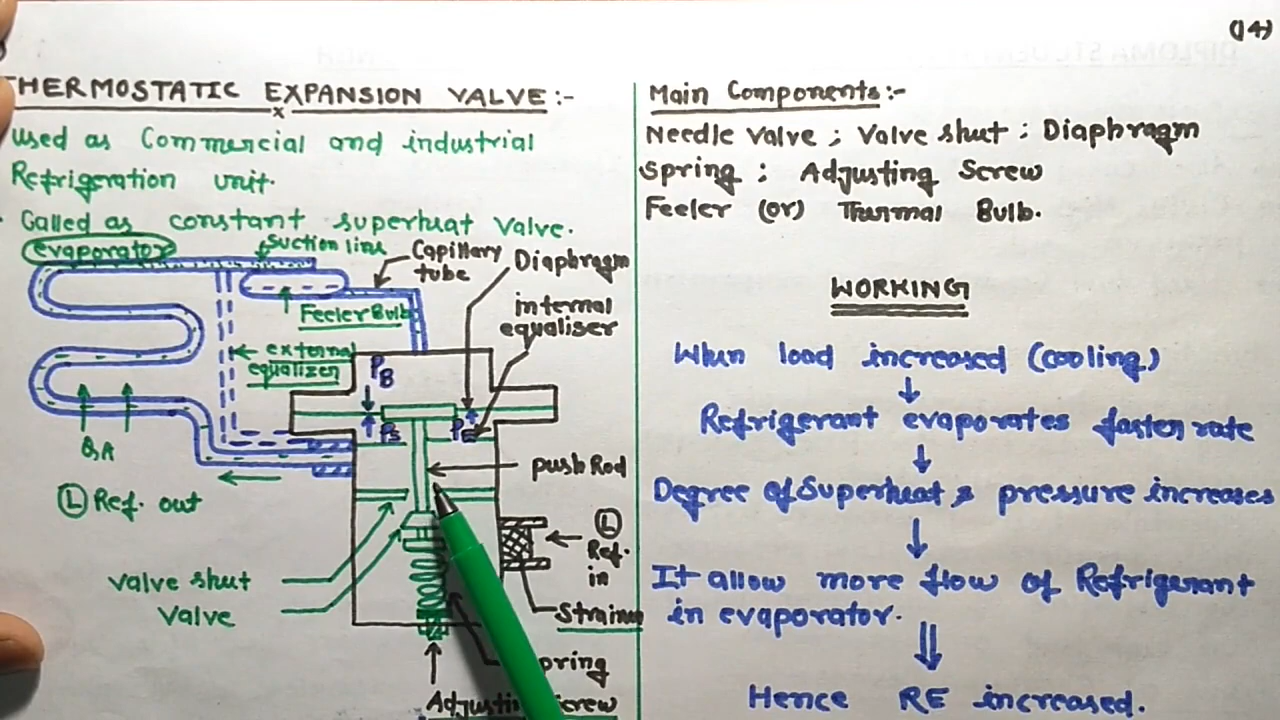 (14)
THERMOSTATIC EXPANSION VALVE:-
used as Commercial and industrial
Refrigeration unit.
Called as constant superheat valve.
evaporator
Suction line
Capillary
tube
Diaphragm
Feeler Bulb
internal
equaliser
external
equalizer
PB
PS
PE
QA
Push Rod
(L) Ref. out
(L)
Ref.
in
Valve shut
Valve
Spring
Adjusting Screw
Main Components:-
Needle valve ; Valve shut ; Diaphragm
Spring ; Adjusting Screw
Feeler (or) Thermal Bulb.
WORKING
When load increased (cooling)
Refrigerant evaporates faster rate
Degree of Superheat & pressure increases
It allow more flow of Refrigerant
in evaporator.
Hence RE increased.